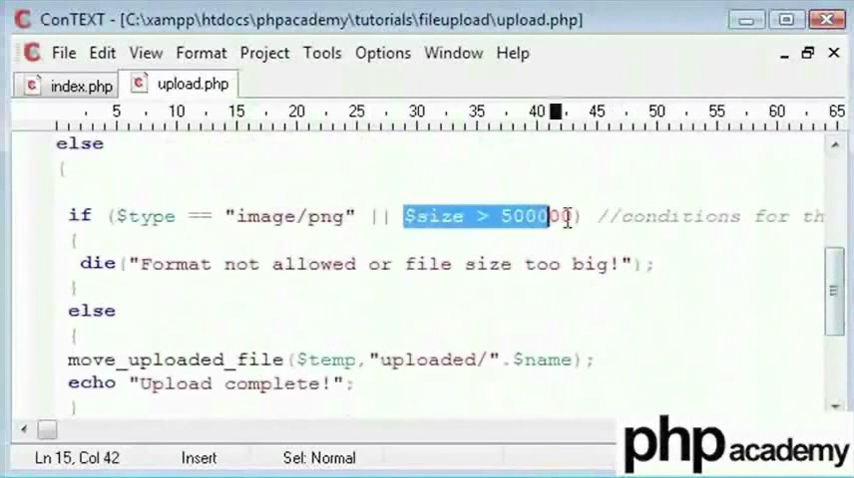 ConTEXT - [C:\xampp\htdocs\phpacademy\tutorials\fileupload\upload.php]
File Edit View Format Project Tools Options Window Help
index.php upload.php
5 10 15 20 25 30 35 40 45 50 55 60 65
else
{
if ($type == "image/png" || $size > 500000) //conditions for th
{
die("Format not allowed or file size too big!");
}
else
{
move_uploaded_file($temp,"uploaded/".$name);
echo "Upload complete!";
}
Ln 15, Col 42 Insert Sel: Normal
php academy